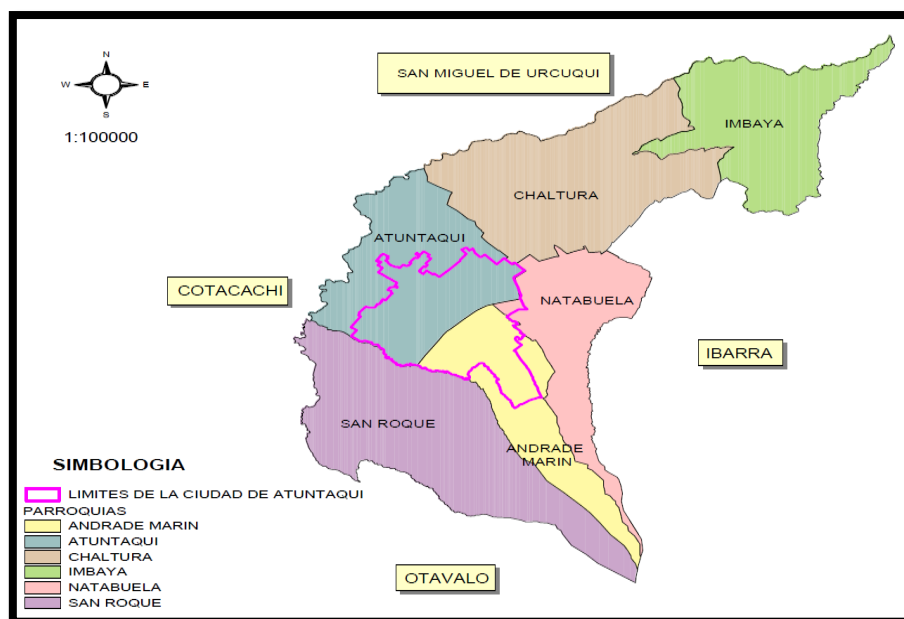 N
W E
S
1:100000
SAN MIGUEL DE URCUQUI
IMBAYA
CHALTURA
ATUNTAQUI
COTACACHI
NATABUELA
IBARRA
SAN ROQUE
ANDRADE
MARIN
OTAVALO
SIMBOLOGIA
LIMITES DE LA CIUDAD DE ATUNTAQUI
PARROQUIAS
ANDRADE MARIN
ATUNTAQUI
CHALTURA
IMBAYA
NATABUELA
SAN ROQUE